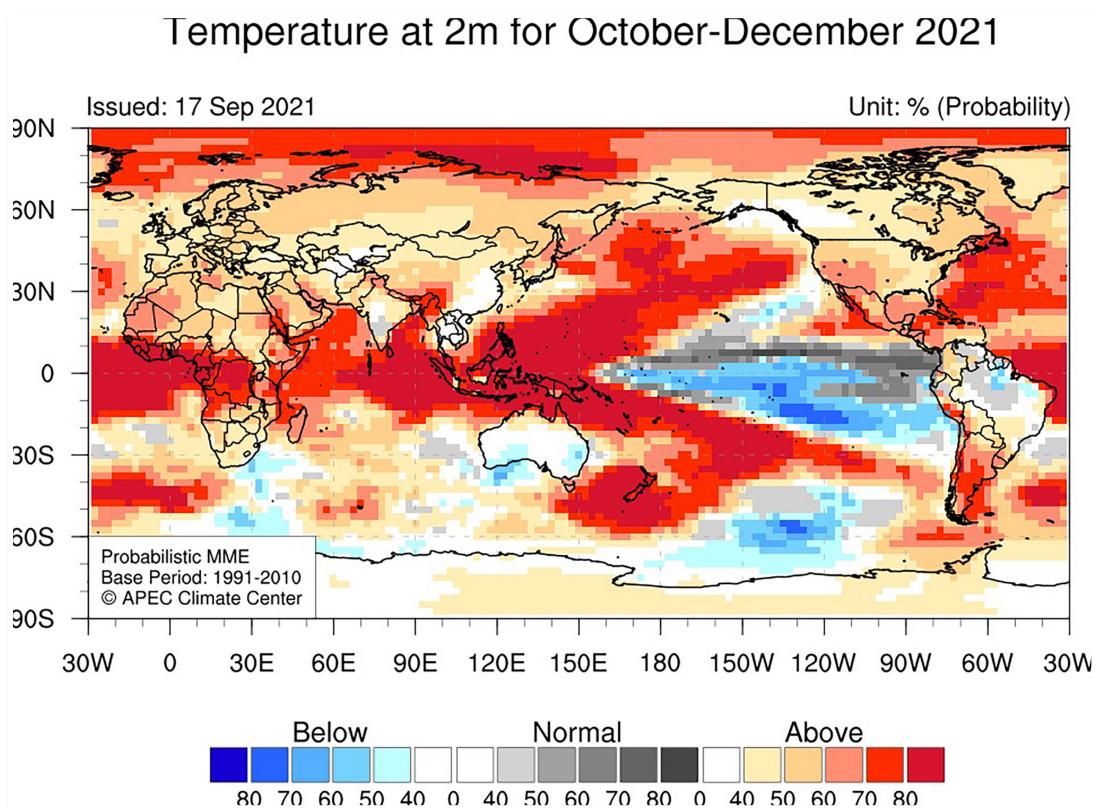 Temperature at 2m for October-December 2021
Issued: 17 Sep 2021 Unit: % (Probability)
90N
60N
30N
0
30S
60S
Probabilistic MME
Base Period: 1991-2010
© APEC Climate Center
90S
30W 0 30E 60E 90E 120E 150E 180 150W 120W 90W 60W 30W
Below Normal Above
80 70 60 50 40 0 40 50 60 70 80 0 40 50 60 70 80